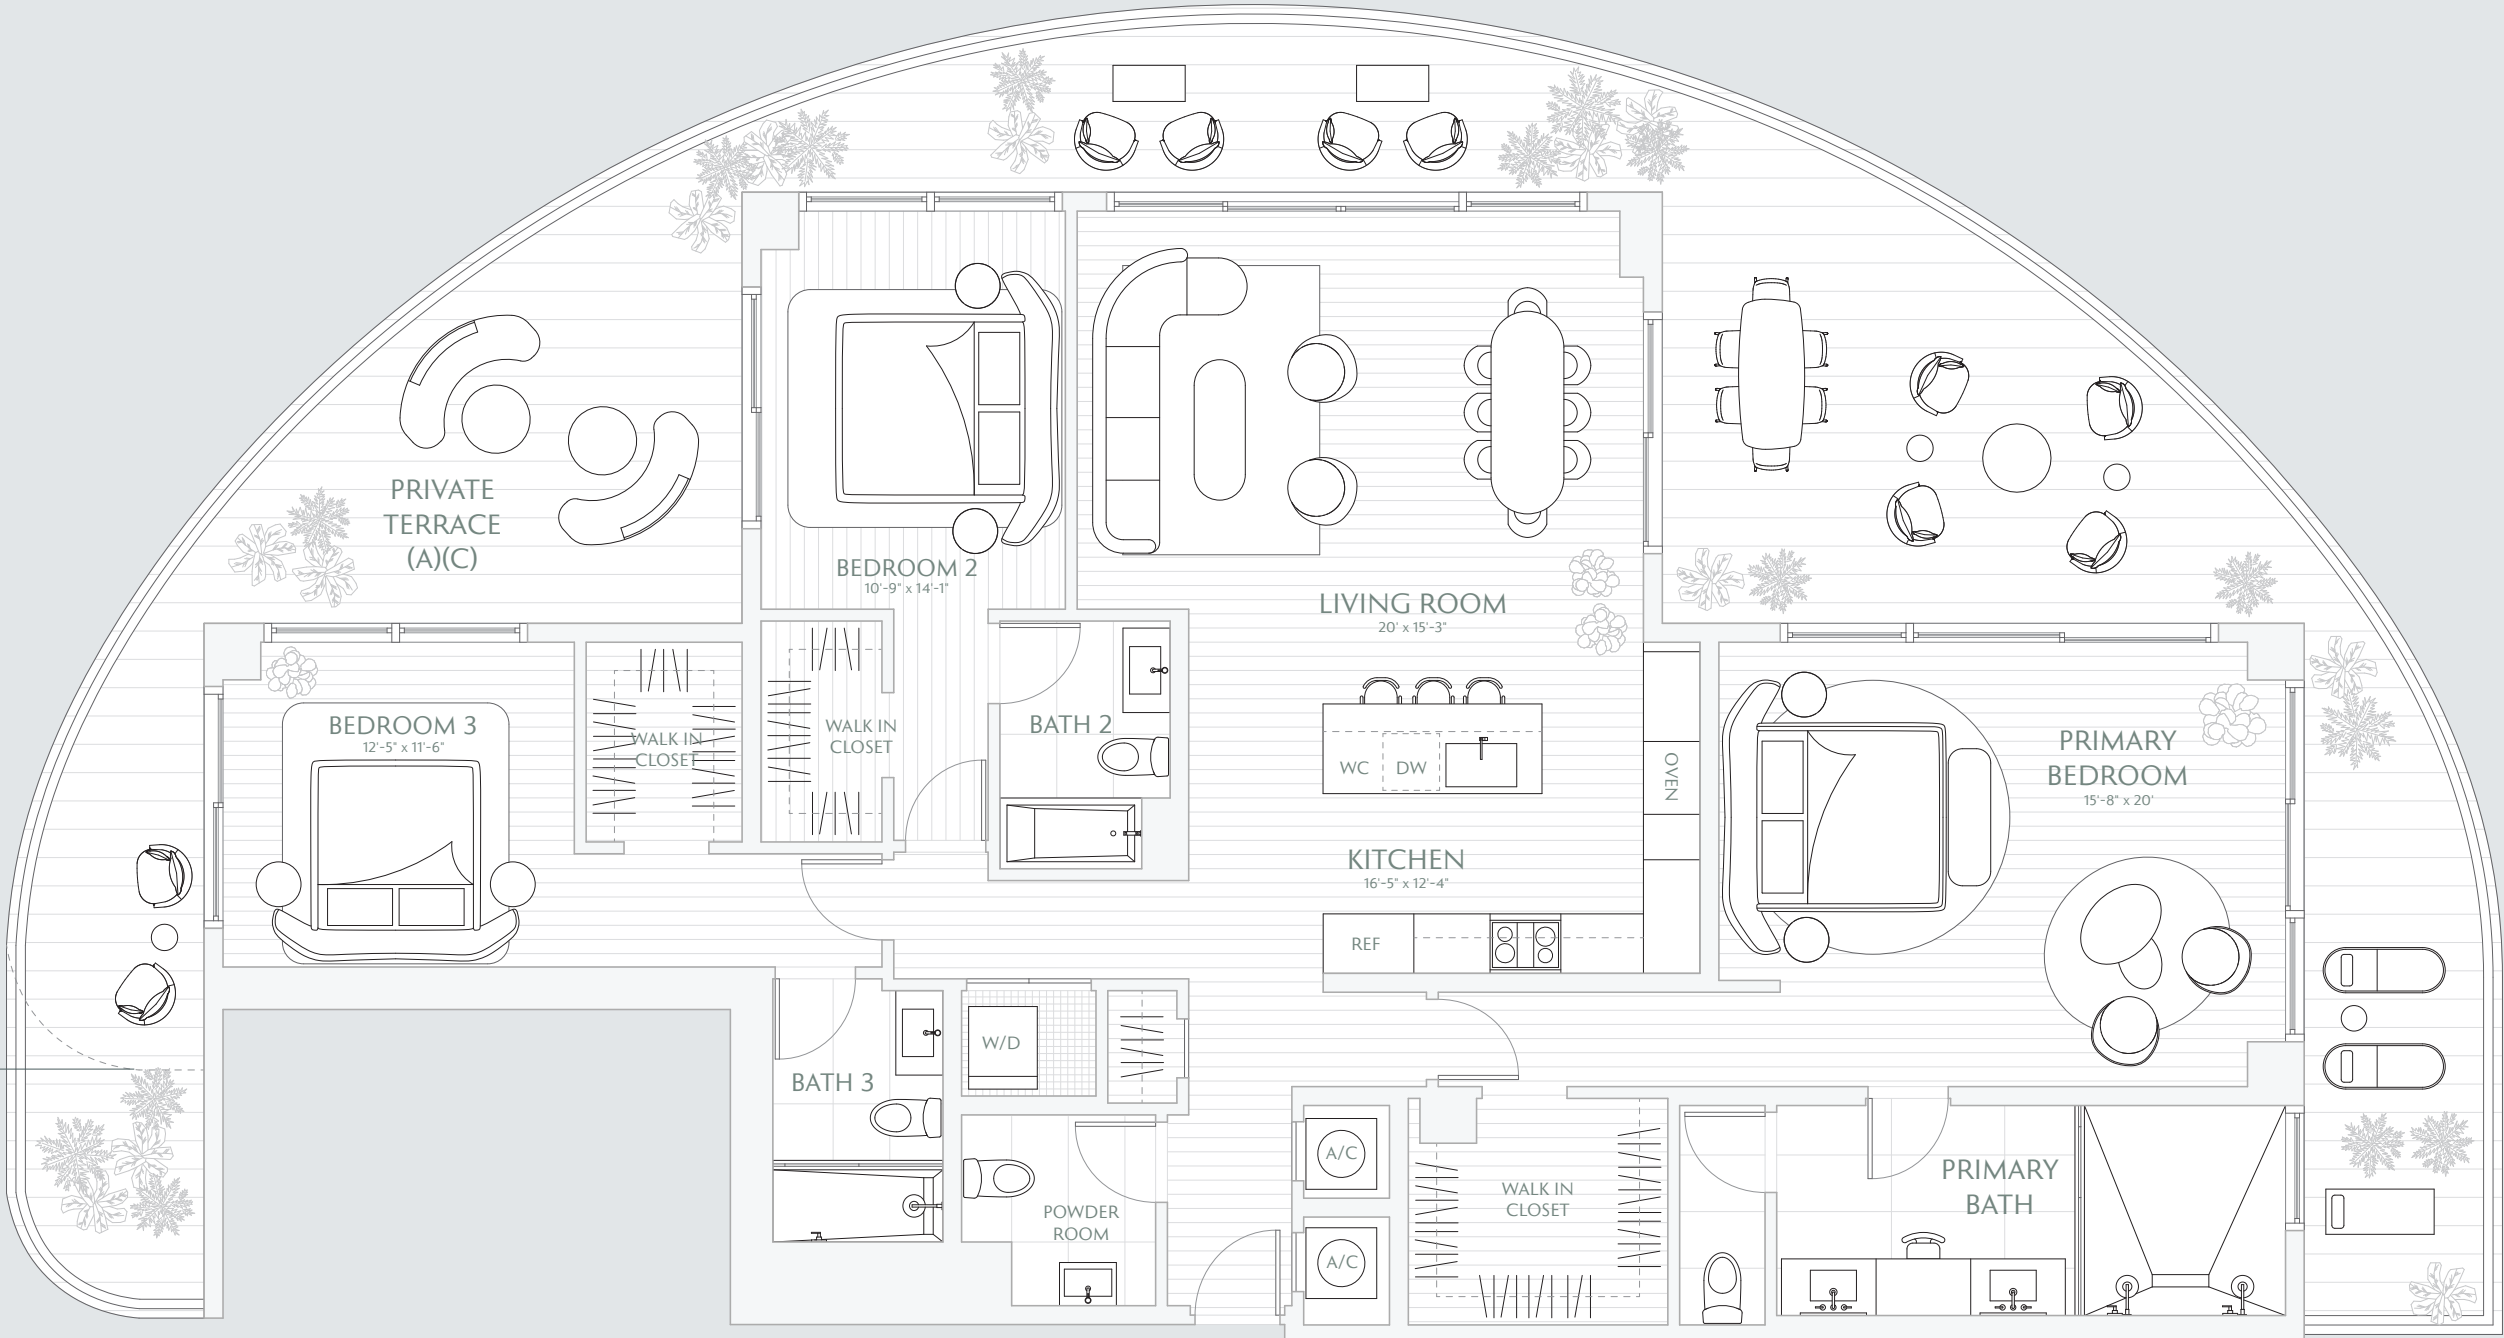 PRIVATE
TERRACE
(A)(C)
BEDROOM 2
10'-9" x 14'-1"
LIVING ROOM
20' x 15'-3"
BEDROOM 3
12'-5" x 11'-6"
WALK IN
CLOSET
WALK IN
CLOSET
BATH 2
WC
DW
OVEN
PRIMARY
BEDROOM
15'-8" x 20'
KITCHEN
16'-5" x 12'-4"
REF
W/D
BATH 3
POWDER
ROOM
A/C
A/C
WALK IN
CLOSET
PRIMARY
BATH